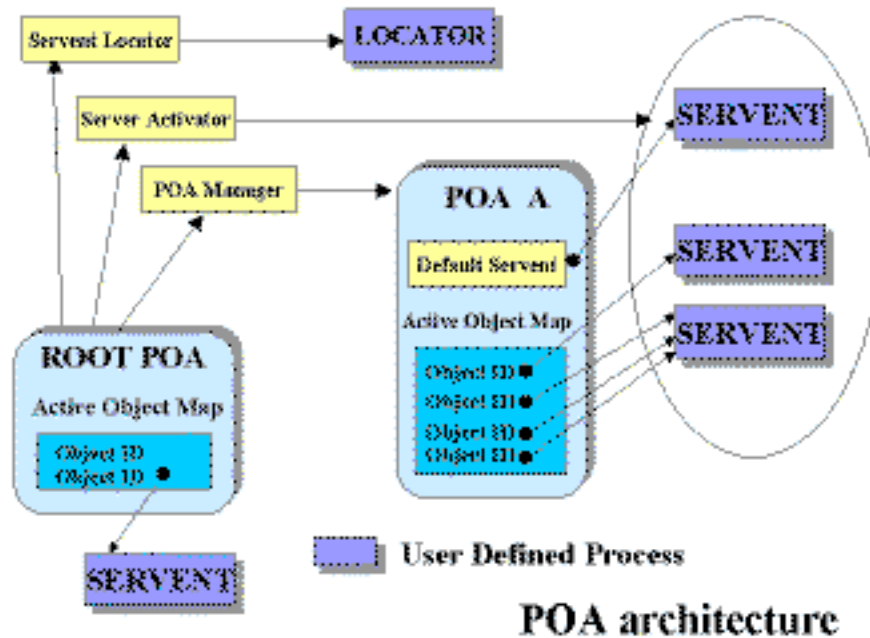 Servent Locator
LOCATOR
Server Activator
SERVENT
POA Manager
POA A
Default Servent
SERVENT
Active Object Map
SERVENT
Object ID
Object ID
Object ID
Object ID
ROOT POA
Active Object Map
Object ID
Object ID
SERVENT
User Defined Process
POA architecture